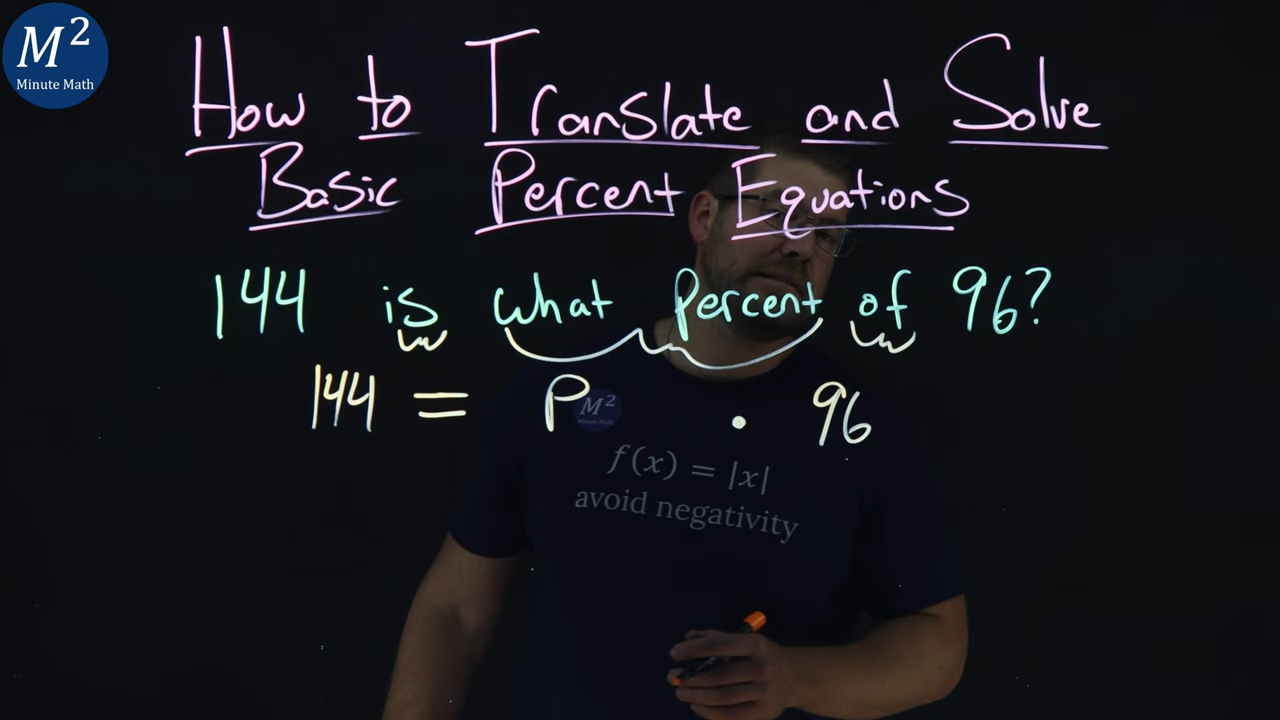 M²
Minute Math
How to Translate and Solve
Basic Percent Equations
144 is what percent of 96?
144 = P · 96
M²
Minute Math
f(x) = |x|
avoid negativity